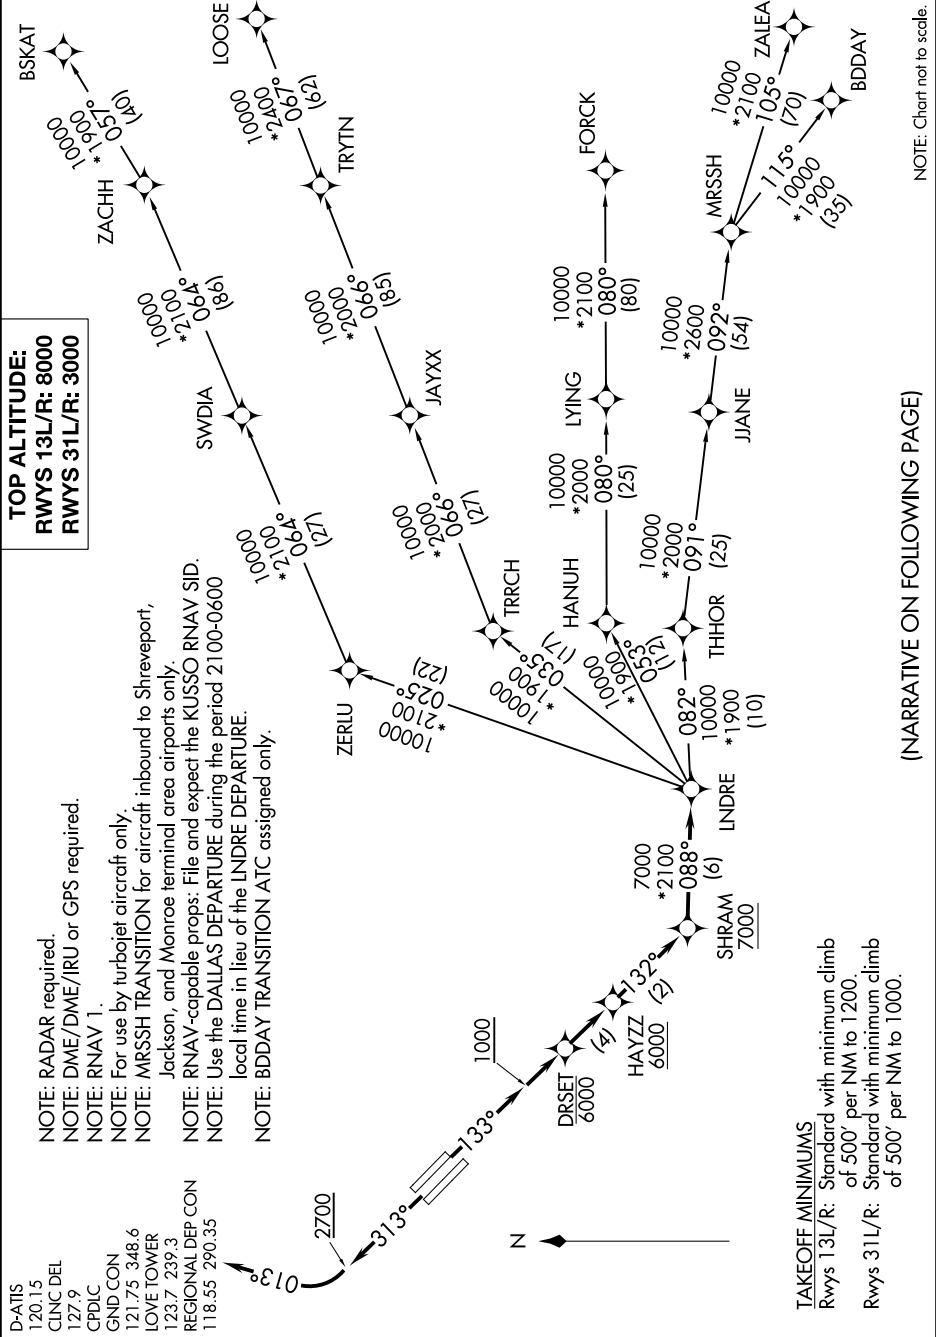 D-ATIS
120.15
CLNC DEL
127.9
CPDLC
GND CON
121.75 348.6
LOVE TOWER
123.7 239.3
REGIONAL DEP CON
118.55 290.35
NOTE: RADAR required.
NOTE: DME/DME/IRU or GPS required.
NOTE: RNAV 1.
NOTE: For use by turbojet aircraft only.
NOTE: MRSSH TRANSITION for aircraft inbound to Shreveport,
Jackson, and Monroe terminal area airports only.
NOTE: RNAV-capable props: File and expect the KUSSO RNAV SID.
NOTE: Use the DALLAS DEPARTURE during the period 2100-0600
local time in lieu of the LNDRE DEPARTURE.
NOTE: BDDAY TRANSITION ATC assigned only.
TOP ALTITUDE:
RWYS 13L/R: 8000
RWYS 31L/R: 3000
BSKAT
10000
*1900
057°
(40)
ZACHH
10000
*2100
064°
(86)
SWDIA
10000
*2100
064°
(27)
ZERLU
10000
*2100
025°
(22)
LOOSE
10000
*2400
067°
(62)
TRYTN
10000
*2000
066°
(85)
JAYXX
10000
*2000
066°
(27)
TRRCH
10000
*1900
035°
(17)
FORCK
10000
*2100
080°
(80)
LYING
10000
*2000
080°
(25)
HANUH
10000
*1900
053°
(12)
ZALEA
10000
*2100
105°
(70)
BDDAY
115°
10000
*1900
(35)
MRSSH
10000
*2600
092°
(54)
JJANE
10000
*2000
091°
(25)
THHOR
082°
10000
*1900
(10)
LNDRE
7000
*2100
088°
(6)
SHRAM
7000
132°
(2)
HAYZZ
6000
(4)
DRSET
6000
1000
133°
313°
2700
013°
N
TAKEOFF MINIMUMS
Rwys 13L/R: Standard with minimum climb
of 500' per NM to 1200.
Rwys 31L/R: Standard with minimum climb
of 500' per NM to 1000.
(NARRATIVE ON FOLLOWING PAGE)
NOTE: Chart not to scale.